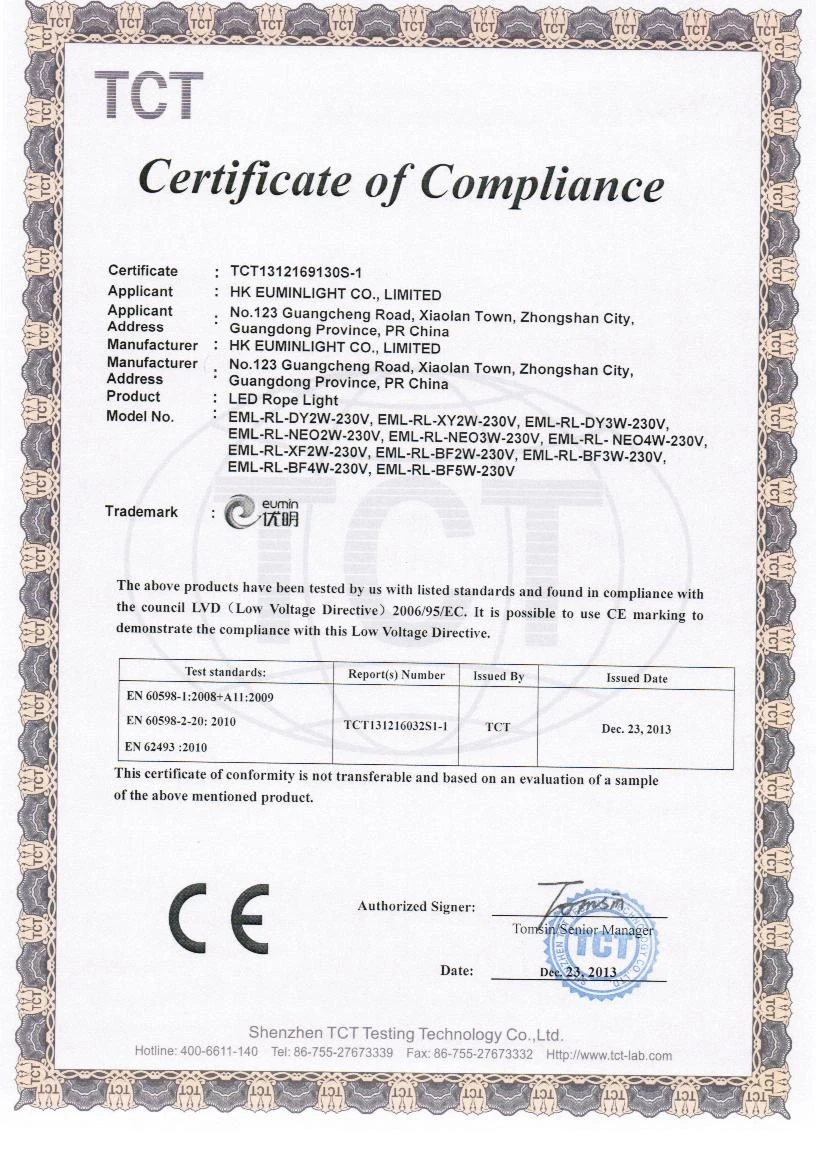 TCT
Certificate of Compliance
Certificate : TCT1312169130S-1
Applicant : HK EUMINLIGHT CO., LIMITED
Applicant Address : No.123 Guangcheng Road, Xiaolan Town, Zhongshan City,
Guangdong Province, PR China
Manufacturer : HK EUMINLIGHT CO., LIMITED
Manufacturer Address : No.123 Guangcheng Road, Xiaolan Town, Zhongshan City,
Guangdong Province, PR China
Product : LED Rope Light
Model No. : EML-RL-DY2W-230V, EML-RL-XY2W-230V, EML-RL-DY3W-230V,
EML-RL-NEO2W-230V, EML-RL-NEO3W-230V, EML-RL- NEO4W-230V,
EML-RL-XF2W-230V, EML-RL-BF2W-230V, EML-RL-BF3W-230V,
EML-RL-BF4W-230V, EML-RL-BF5W-230V
Trademark : eumin
优明
The above products have been tested by us with listed standards and found in compliance with
the council LVD（Low Voltage Directive）2006/95/EC. It is possible to use CE marking to
demonstrate the compliance with this Low Voltage Directive.
Test standards: Report(s) Number Issued By Issued Date
EN 60598-1:2008+A11:2009
EN 60598-2-20: 2010 TCT131216032S1-1 TCT Dec. 23, 2013
EN 62493 :2010
This certificate of conformity is not transferable and based on an evaluation of a sample
of the above mentioned product.
CE
Authorized Signer: Tomsin
Tomsin/Senior Manager
TCT
Date: Dec. 23, 2013
Shenzhen TCT Testing Technology Co.,Ltd.
Hotline: 400-6611-140 Tel: 86-755-27673339 Fax: 86-755-27673332 Http://www.tct-lab.com